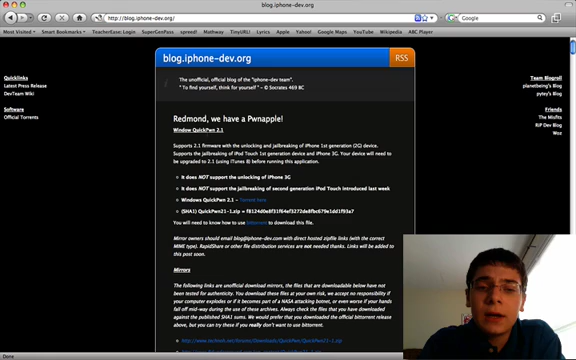 blog.iphone-dev.org
http://blog.iphone-dev.org/
Google
Most Visited
Smart Bookmarks
TeacherEase: Login
SuperGenPass
spread!
Mathway
TinyURL!
Lyrics
Apple
Yahoo!
Google Maps
YouTube
Wikipedia
ABC Player
blog.iphone-dev.org
RSS
The unofficial, official blog of the "iphone-dev team".
"To find yourself, think for yourself" – © Socrates 469 BC
Quicklinks
Latest Press Release
DevTeam Wiki
Software
Official Torrents
Team Blogroll
planetbeing's Blog
pytey's Blog
Friends
The Misfits
RiP Dev Blog
Woz
Redmond, we have a Pwnapple!
Window QuickPwn 2.1
Supports 2.1 firmware with the unlocking and jailbreaking of iPhone 1st generation (2G) device.
Supports the jailbreaking of iPod Touch 1st generation device and iPhone 3G. Your device will need to
be upgraded to 2.1 (using iTunes 8) before running this application.
It does NOT support the unlocking of iPhone 3G
It does NOT support the jailbreaking of second generation iPod Touch introduced last week
Windows QuickPwn 2.1 – Torrent here
(SHA1) QuickPwn21-1.zip =
You will need to know how to use bittorrent to download this file.
Mirror owners should email blog@iphone-dev.com with direct hosted zipfile links (with the correct
MIME type). RapidShare or other file distribution services are not needed thanks. Links will be added to
this post soon.
Mirrors
The following links are unofficial download mirrors, the files that are downloadable below have not
been tested for authenticity. You download these at your own risk, we accept no responsibility if
your computer explodes or if it becomes part of a NASA attacking botnet, or even worse if your hands
fall off mid-way during the use of these archives. Always check the files that you have downloaded
against the published SHA1 sums. We would prefer that you downloaded the official bittorrent release
above, but you can try these if you really don't want to use bittorrent.
Done